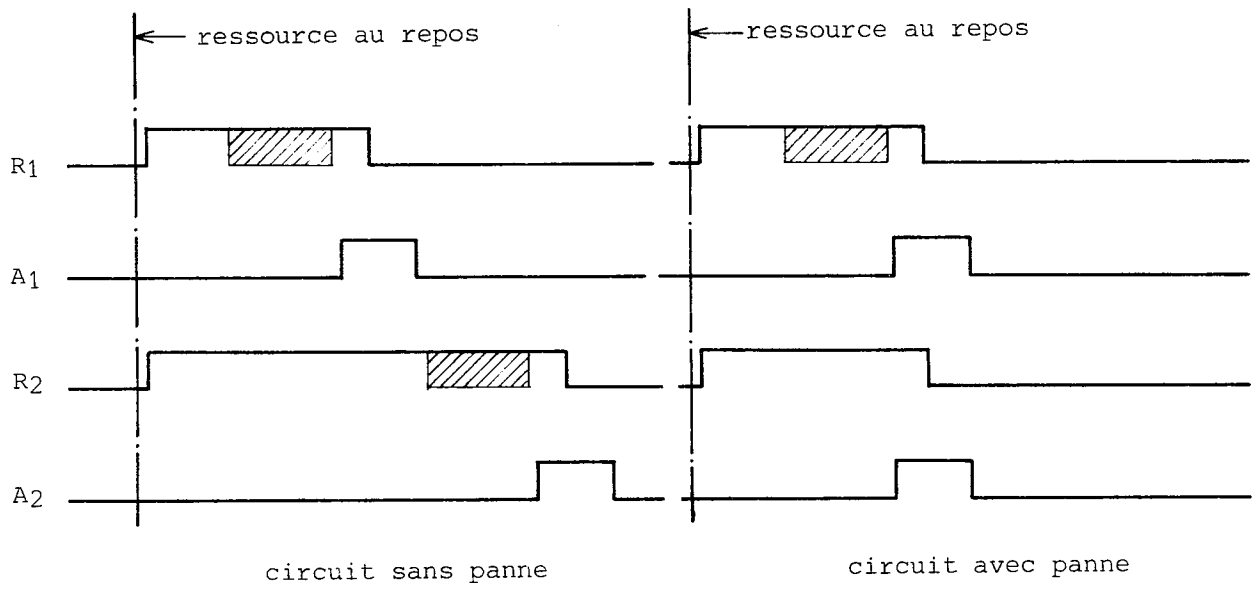 ressource au repos
ressource au repos
R1
A1
R2
A2
circuit sans panne
circuit avec panne